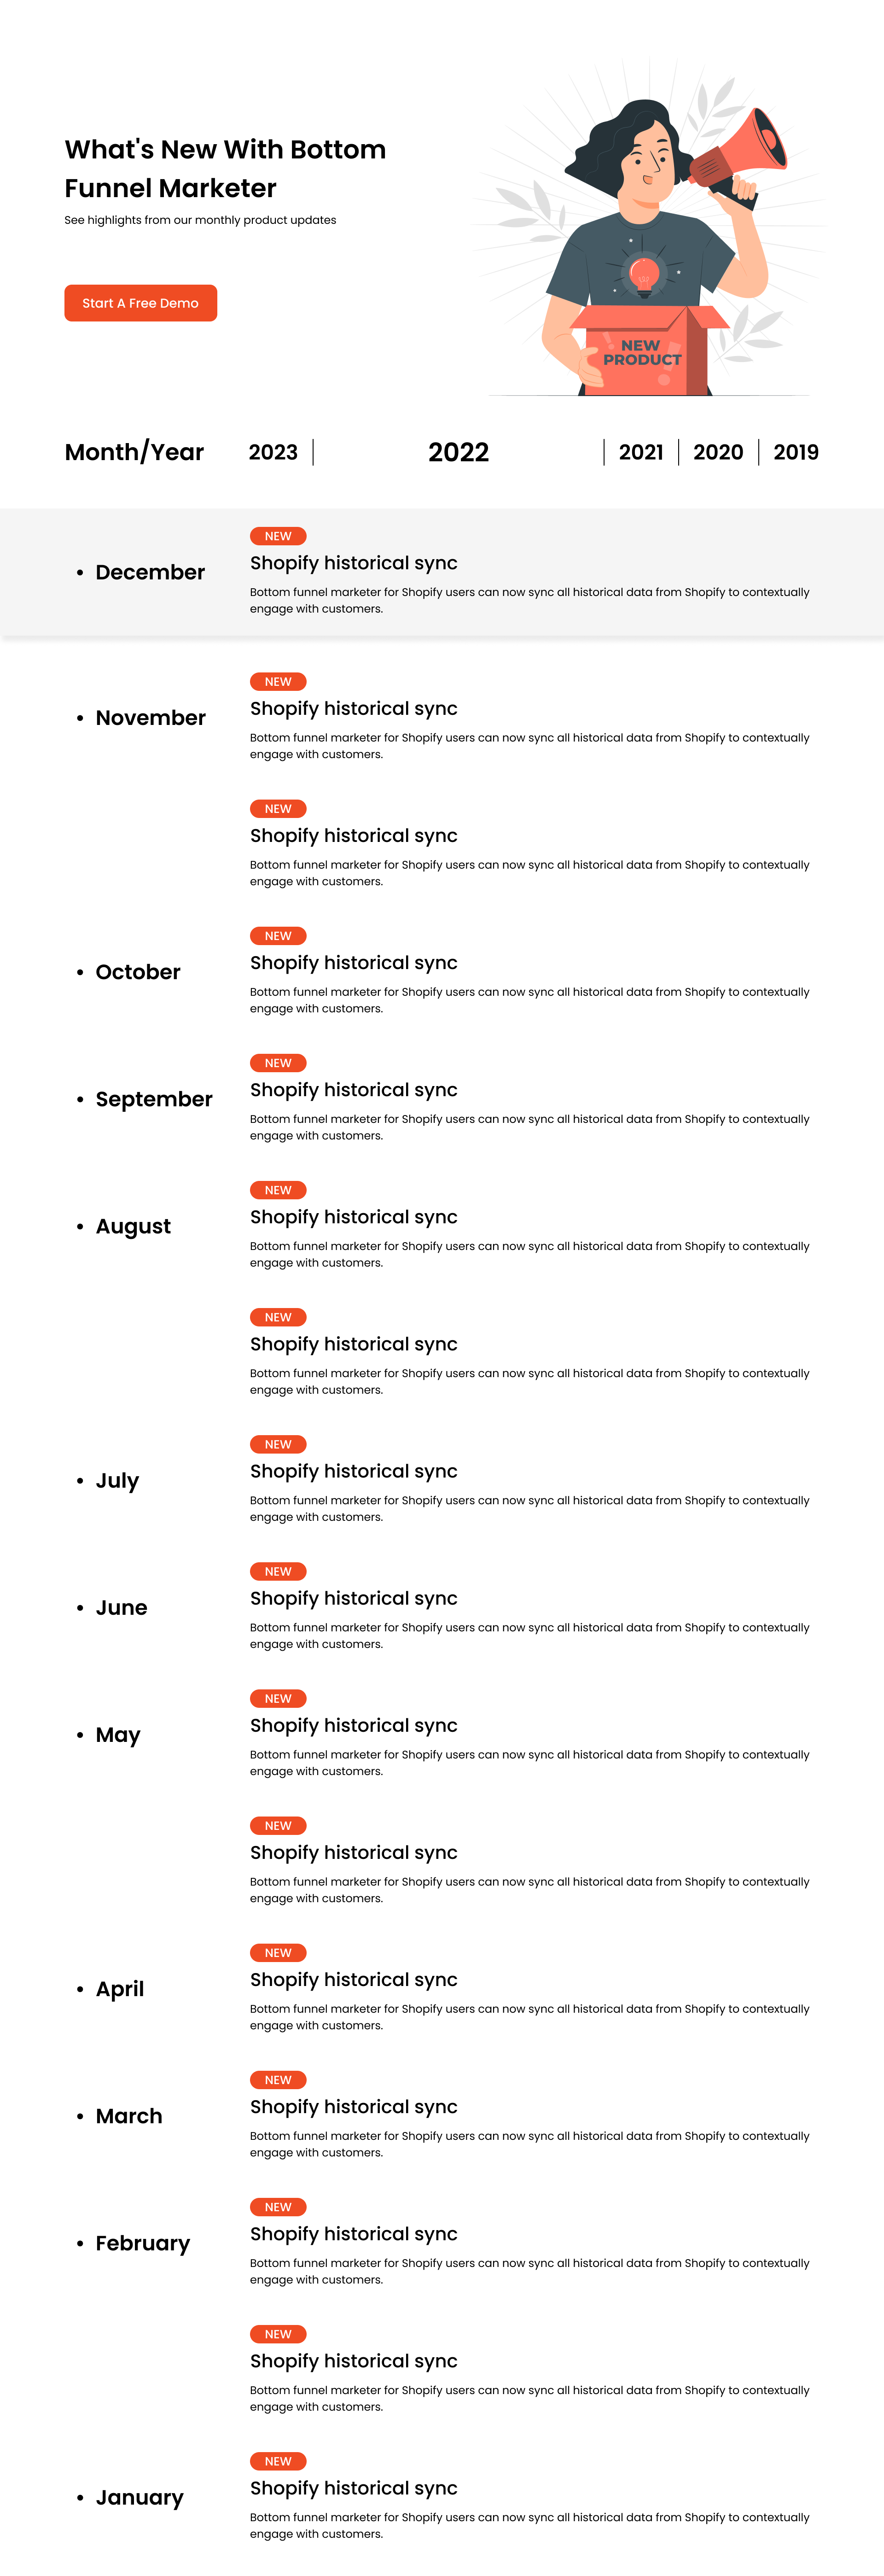 What's New With Bottom
Funnel Marketer
See highlights from our monthly product updates
Start A Free Demo
NEW
PRODUCT
Month/Year 2023 2022 2021 2020 2019
NEW
Shopify historical sync
• December
Bottom funnel marketer for Shopify users can now sync all historical data from Shopify to contextually
engage with customers.
NEW
Shopify historical sync
• November
Bottom funnel marketer for Shopify users can now sync all historical data from Shopify to contextually
engage with customers.
NEW
Shopify historical sync
Bottom funnel marketer for Shopify users can now sync all historical data from Shopify to contextually
engage with customers.
NEW
Shopify historical sync
• October
Bottom funnel marketer for Shopify users can now sync all historical data from Shopify to contextually
engage with customers.
NEW
Shopify historical sync
• September
Bottom funnel marketer for Shopify users can now sync all historical data from Shopify to contextually
engage with customers.
NEW
Shopify historical sync
• August
Bottom funnel marketer for Shopify users can now sync all historical data from Shopify to contextually
engage with customers.
NEW
Shopify historical sync
Bottom funnel marketer for Shopify users can now sync all historical data from Shopify to contextually
engage with customers.
NEW
Shopify historical sync
• July
Bottom funnel marketer for Shopify users can now sync all historical data from Shopify to contextually
engage with customers.
NEW
Shopify historical sync
• June
Bottom funnel marketer for Shopify users can now sync all historical data from Shopify to contextually
engage with customers.
NEW
Shopify historical sync
• May
Bottom funnel marketer for Shopify users can now sync all historical data from Shopify to contextually
engage with customers.
NEW
Shopify historical sync
Bottom funnel marketer for Shopify users can now sync all historical data from Shopify to contextually
engage with customers.
NEW
Shopify historical sync
• April
Bottom funnel marketer for Shopify users can now sync all historical data from Shopify to contextually
engage with customers.
NEW
Shopify historical sync
• March
Bottom funnel marketer for Shopify users can now sync all historical data from Shopify to contextually
engage with customers.
NEW
Shopify historical sync
• February
Bottom funnel marketer for Shopify users can now sync all historical data from Shopify to contextually
engage with customers.
NEW
Shopify historical sync
Bottom funnel marketer for Shopify users can now sync all historical data from Shopify to contextually
engage with customers.
NEW
Shopify historical sync
• January
Bottom funnel marketer for Shopify users can now sync all historical data from Shopify to contextually
engage with customers.